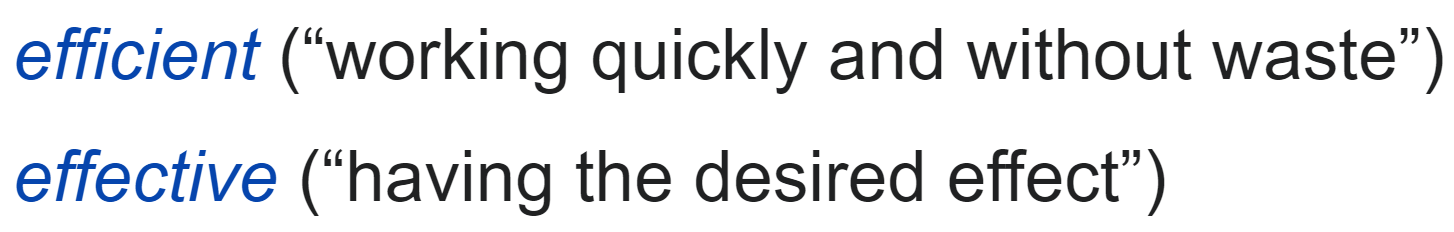 efficient (“working quickly and without waste”)
effective (“having the desired effect”)